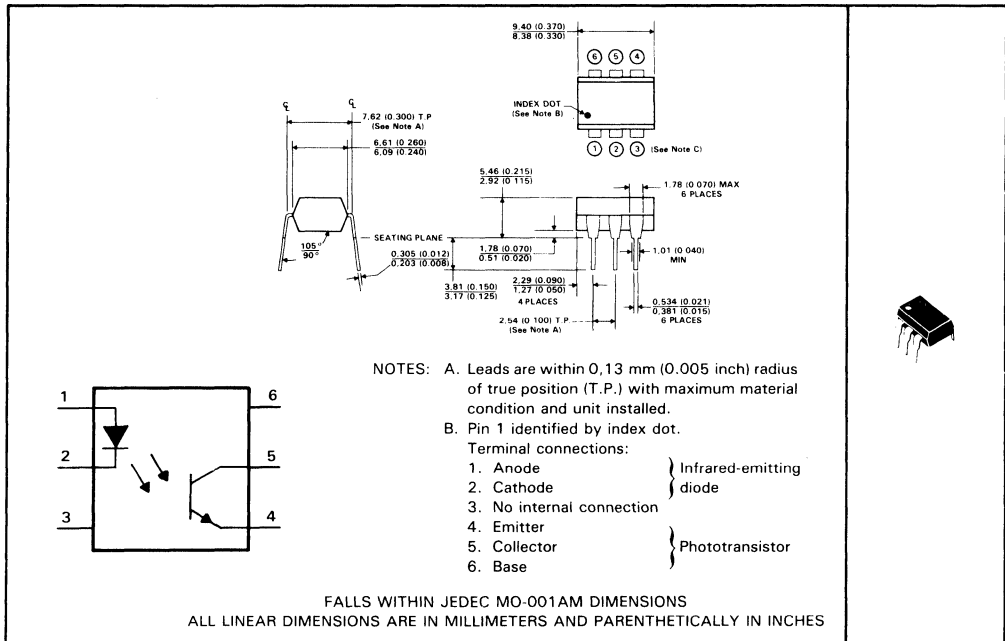 9.40 (0.370)
8.38 (0.330)
6 5 4
INDEX DOT
(See Note B)
1 2 3 (See Note C)
℄ ℄
7.62 (0.300) T.P
(See Note A)
6.61 (0 260)
6.09 (0.240)
5.46 (0.215)
2.92 (0 115)
1.78 (0 070) MAX
6 PLACES
SEATING PLANE
105°
90°
0.305 (0.012)
0,203 (0.008)
1.78 (0.070)
0.51 (0.020)
1,01 (0.040)
MIN
3.81 (0.150)
3.17 (0.125)
2,29 (0.090)
1.27 (0 050)
4 PLACES
0.534 (0.021)
0,381 (0.015)
6 PLACES
2,54 (0 100) T.P.
(See Note A)
NOTES: A. Leads are within 0,13 mm (0.005 inch) radius
of true position (T.P.) with maximum material
condition and unit installed.
B. Pin 1 identified by index dot.
Terminal connections:
1. Anode
2. Cathode
Infrared-emitting
diode
3. No internal connection
4. Emitter
5. Collector
6. Base
Phototransistor
1 6
2 5
3 4
FALLS WITHIN JEDEC MO-001AM DIMENSIONS
ALL LINEAR DIMENSIONS ARE IN MILLIMETERS AND PARENTHETICALLY IN INCHES